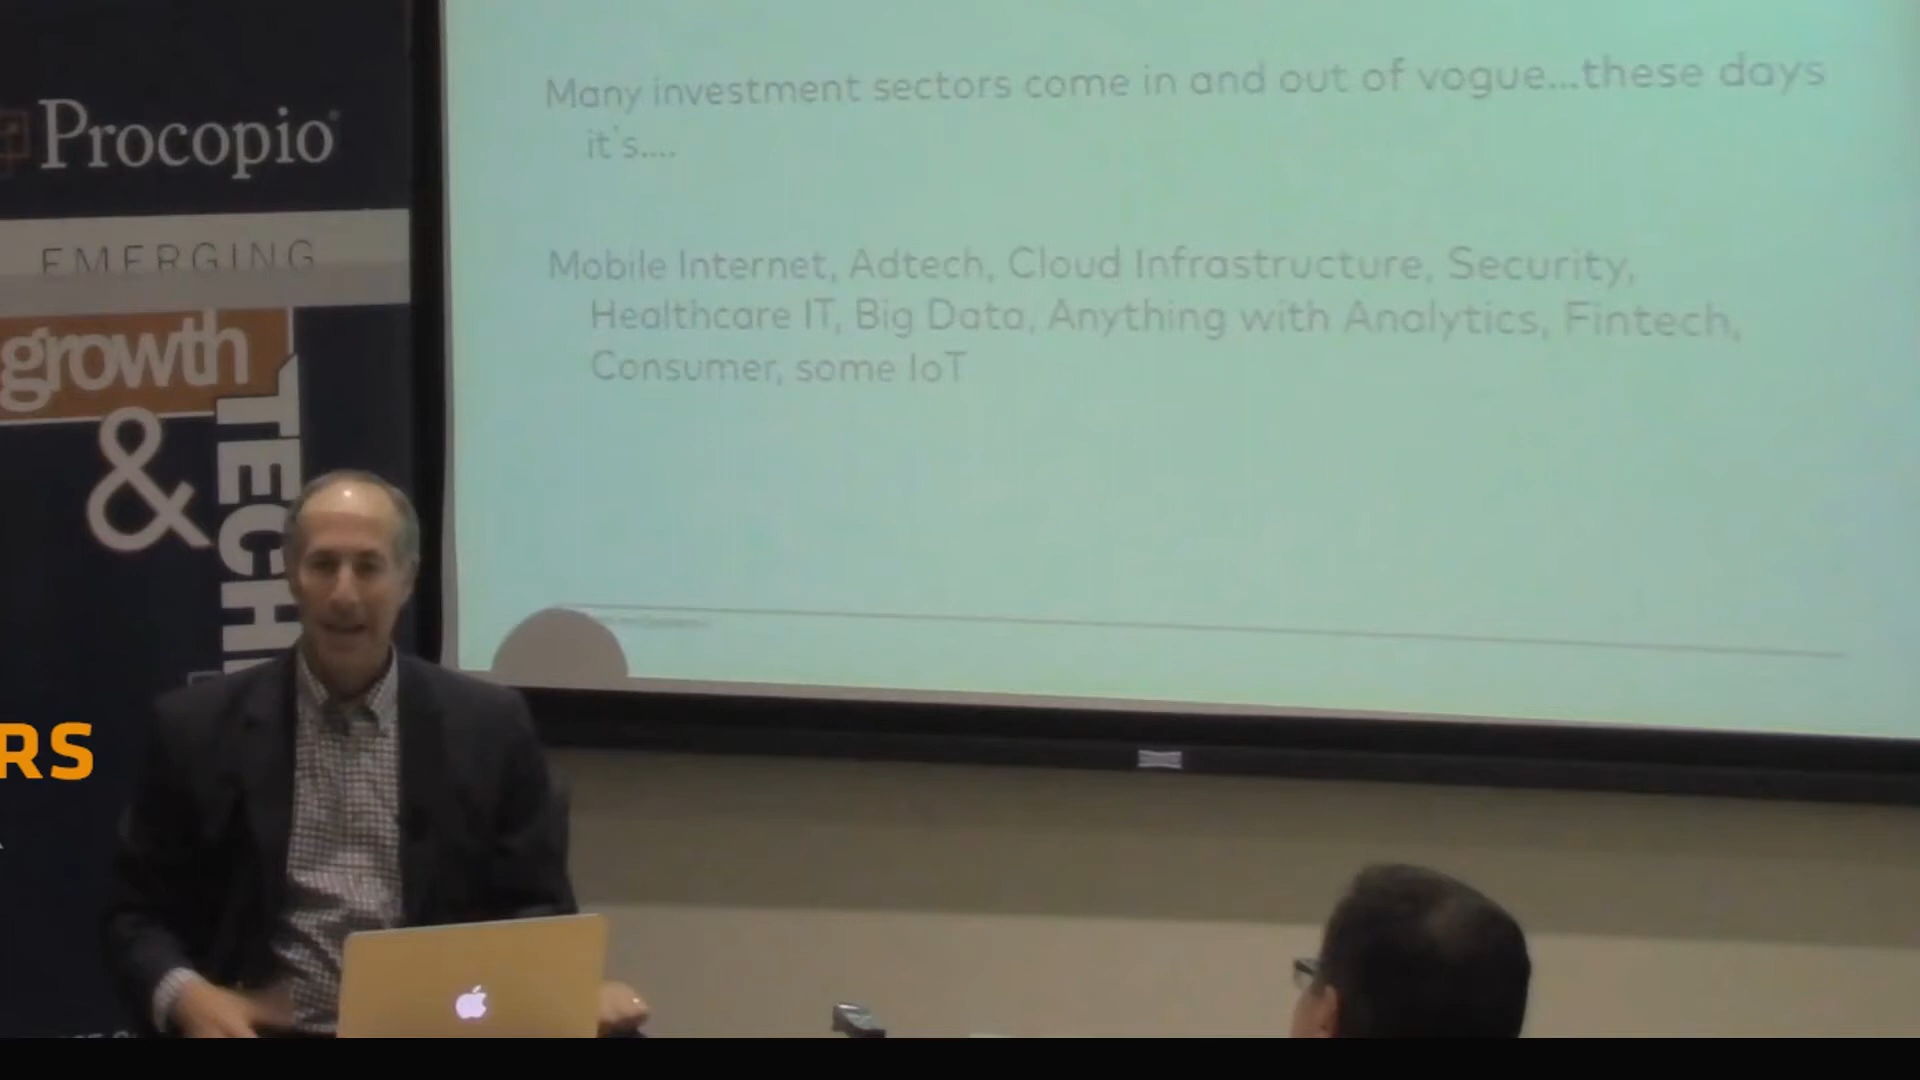 Procopio
EMERGING
growth
&
TECH
RS
Many investment sectors come in and out of vogue...these days
it's....
Mobile Internet, Adtech, Cloud Infrastructure, Security,
Healthcare IT, Big Data, Anything with Analytics, Fintech,
Consumer, some IoT